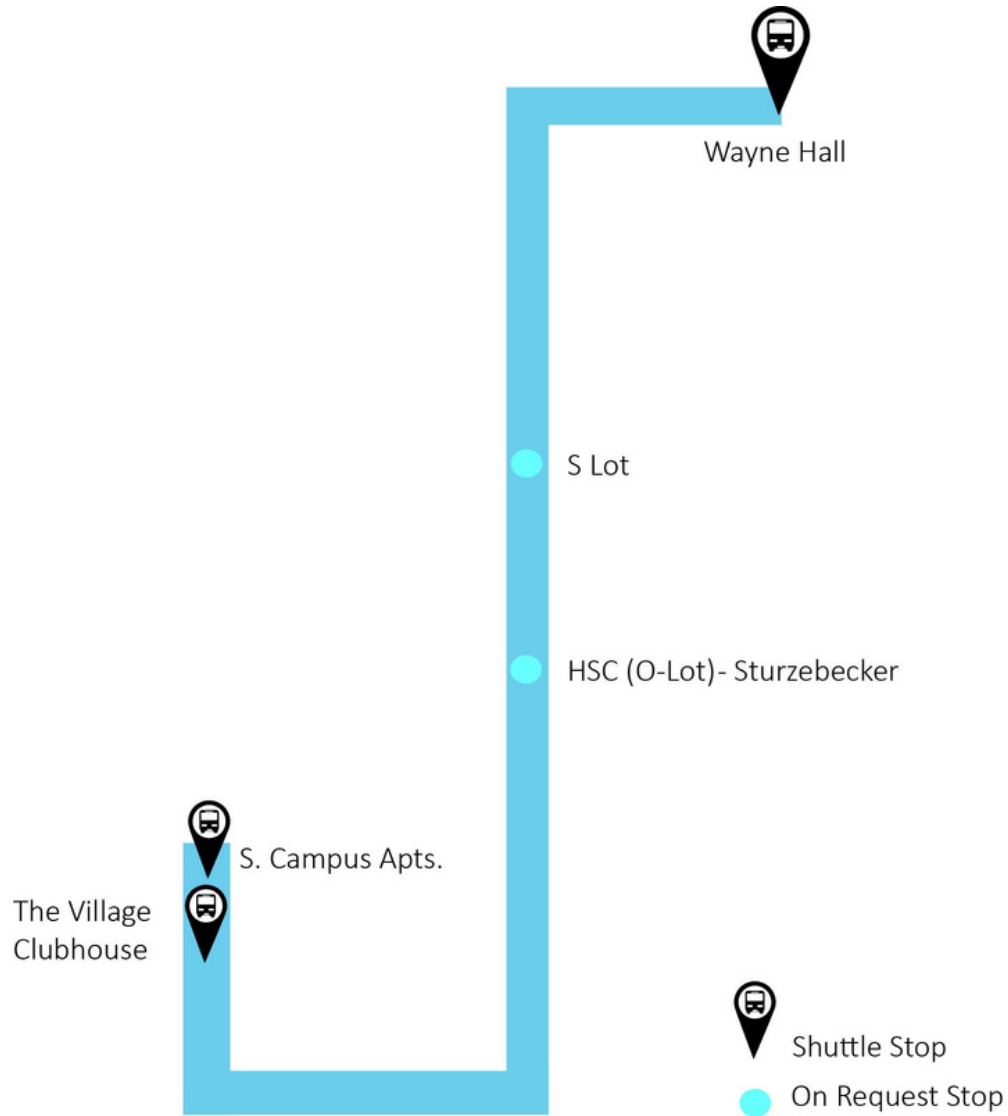 Wayne Hall
S Lot
HSC (O-Lot)- Sturzebecker
S. Campus Apts.
The Village
Clubhouse
Shuttle Stop
On Request Stop